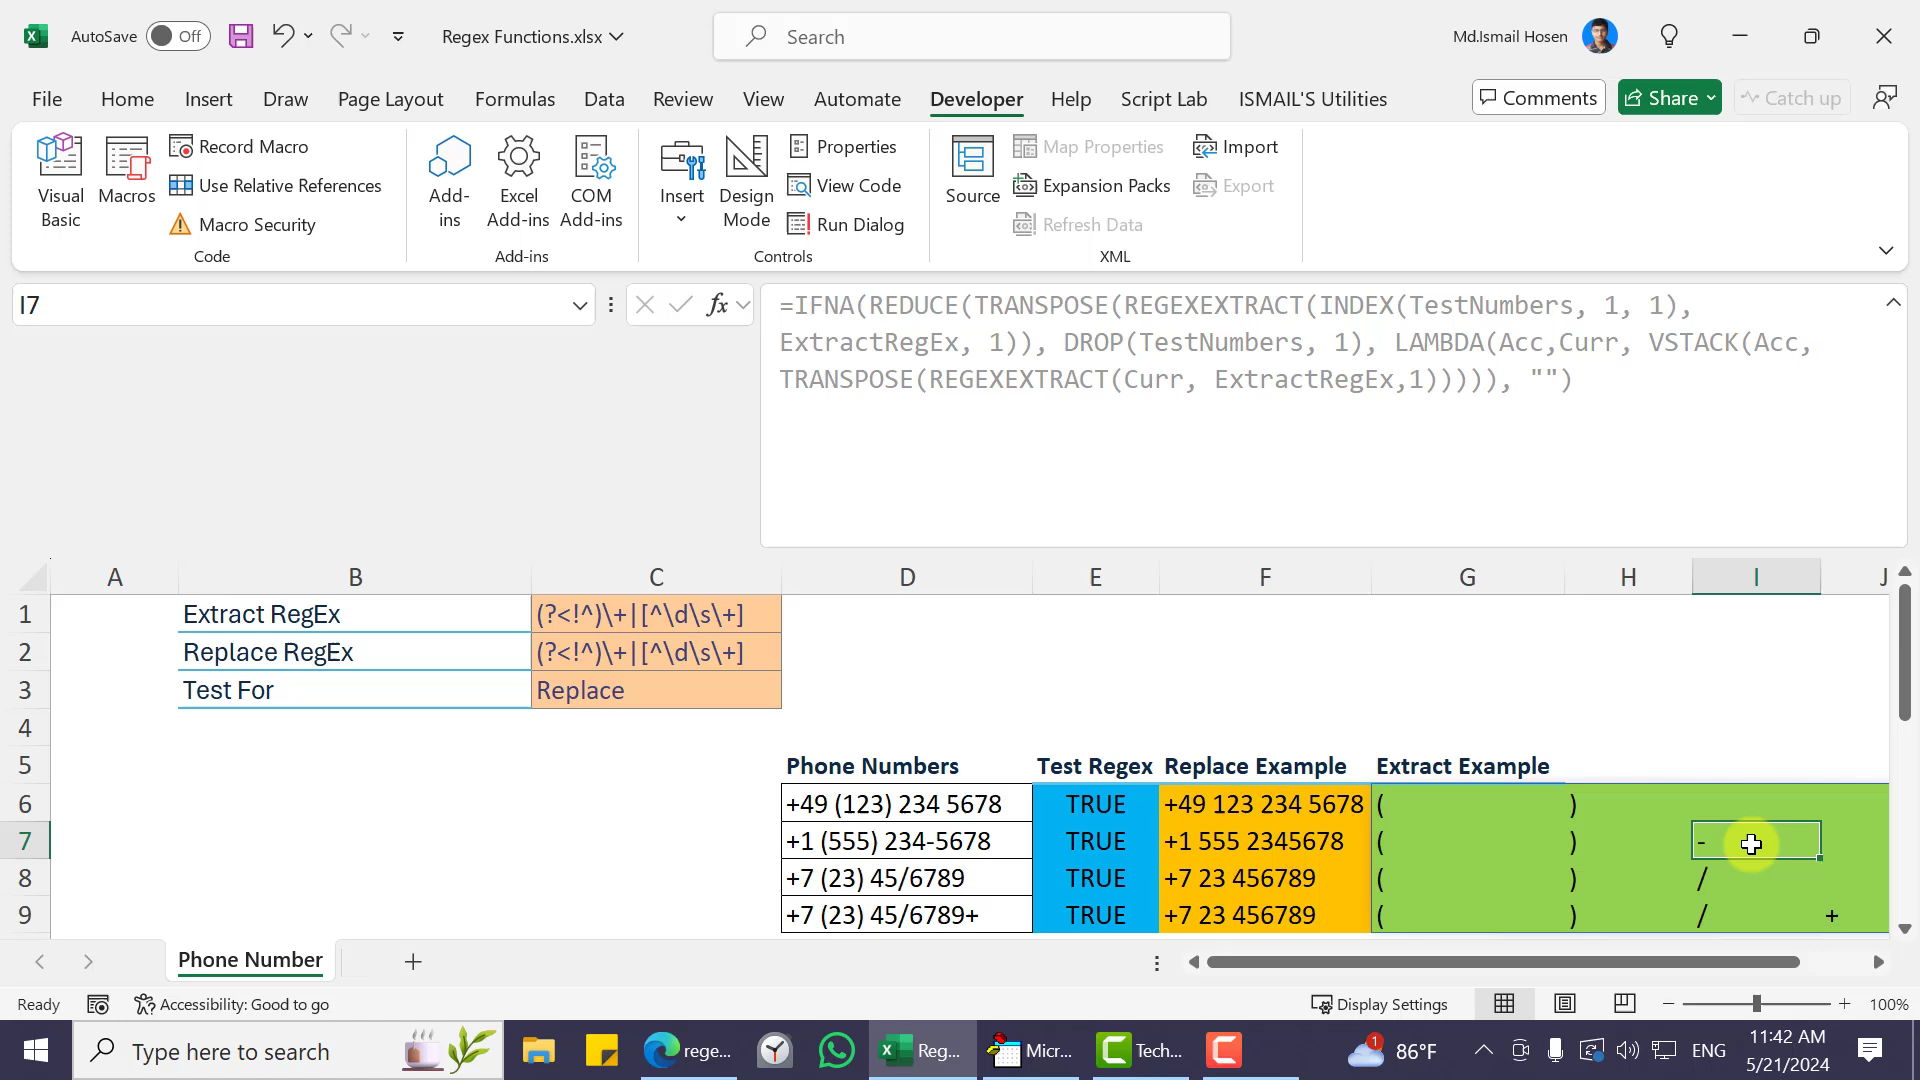 AutoSave Off Regex Functions.xlsx Search Md.Ismail Hosen
File Home Insert Draw Page Layout Formulas Data Review View Automate Developer Help Script Lab ISMAIL'S Utilities Comments Share Catch up
Visual Basic
Macros
Record Macro
Use Relative References
Macro Security
Code
Add-ins
Excel Add-ins
COM Add-ins
Add-ins
Insert
Design Mode
Properties
View Code
Run Dialog
Controls
Source
Map Properties
Expansion Packs
Refresh Data
Import
Export
XML
I7
fx
=IFNA(REDUCE(TRANSPOSE(REGEXEXTRACT(INDEX(TestNumbers, 1, 1),
ExtractRegEx, 1)), DROP(TestNumbers, 1), LAMBDA(Acc,Curr, VSTACK(Acc,
TRANSPOSE(REGEXEXTRACT(Curr, ExtractRegEx,1))))), "")
A B C D E F G H I J
1 Extract RegEx (?<!^)\+|[^\d\s\+]
2 Replace RegEx (?<!^)\+|[^\d\s\+]
3 Test For Replace
4
5 Phone Numbers Test Regex Replace Example Extract Example
6 +49 (123) 234 5678 TRUE +49 123 234 5678 ( )
7 +1 (555) 234-5678 TRUE +1 555 2345678 ( ) -
8 +7 (23) 45/6789 TRUE +7 23 456789 ( ) /
9 +7 (23) 45/6789+ TRUE +7 23 456789 ( ) / +
Phone Number
Ready Accessibility: Good to go Display Settings 100%
Type here to search rege... Reg... Micr... Tech... 1 86°F ENG 11:42 AM
5/21/2024